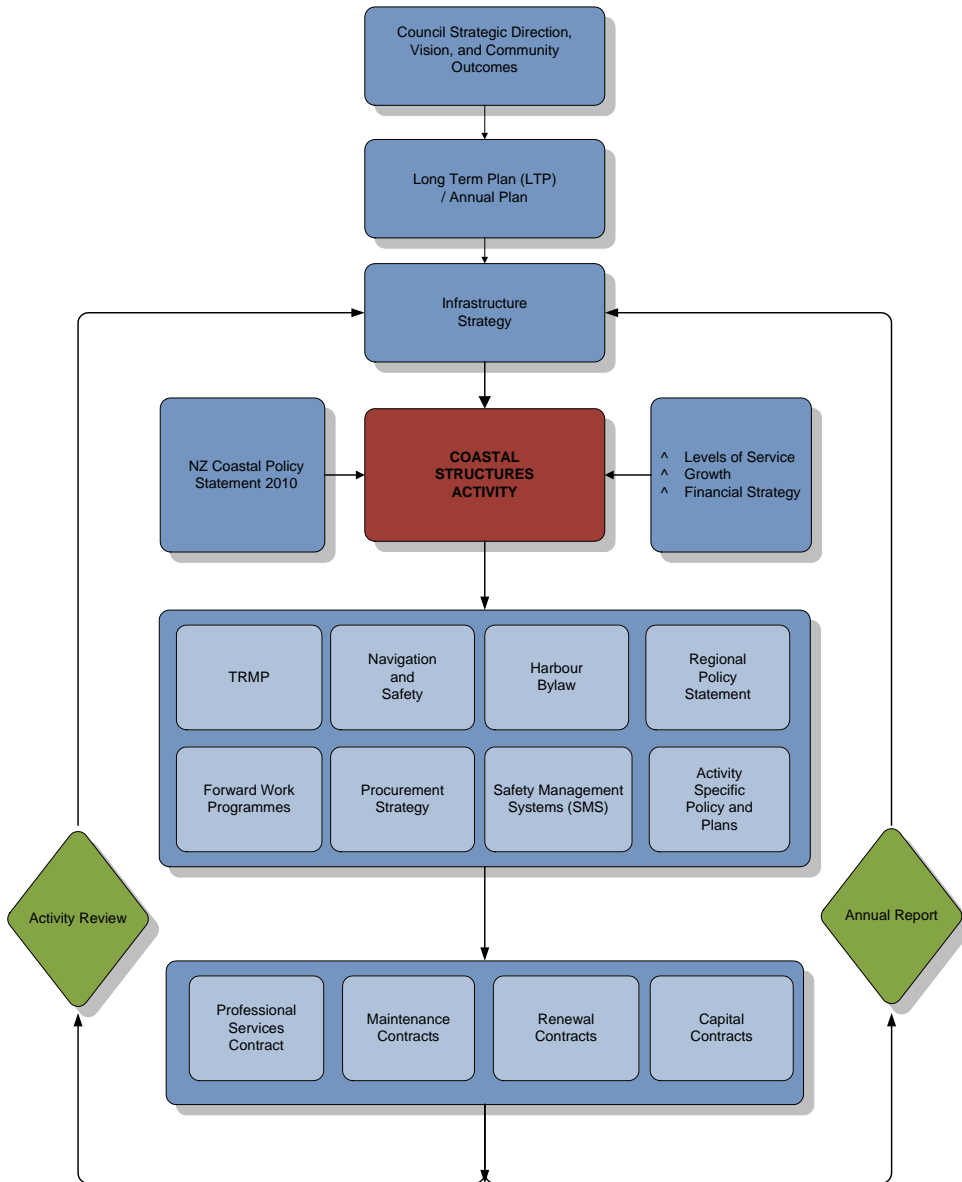 Council Strategic Direction,
Vision, and Community
Outcomes
Long Term Plan (LTP)
/ Annual Plan
Infrastructure
Strategy
NZ Coastal Policy
Statement 2010
COASTAL
STRUCTURES
ACTIVITY
^ Levels of Service
^ Growth
^ Financial Strategy
TRMP
Navigation
and
Safety
Harbour
Bylaw
Regional
Policy
Statement
Forward Work
Programmes
Procurement
Strategy
Safety Management
Systems (SMS)
Activity
Specific
Policy and
Plans
Activity Review
Annual Report
Professional
Services
Contract
Maintenance
Contracts
Renewal
Contracts
Capital
Contracts